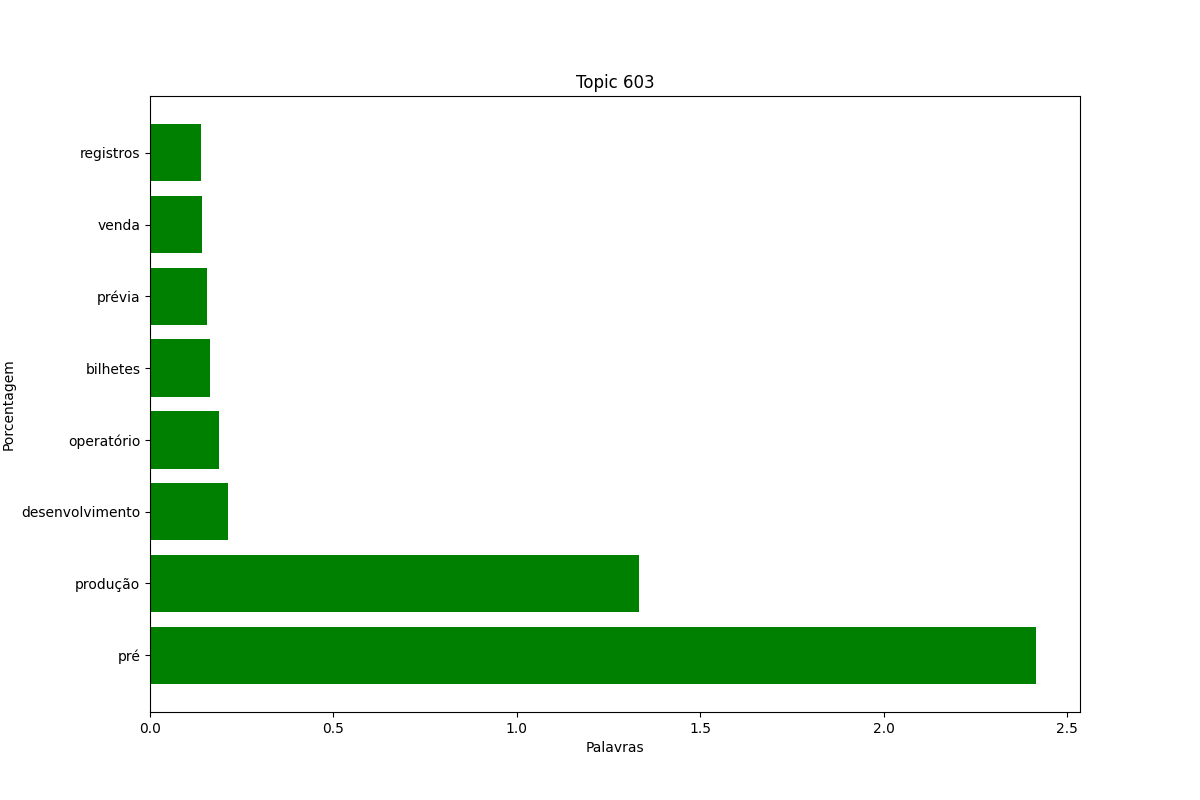 Topic 603
registros
venda
prévia
bilhetes
operatório
desenvolvimento
produção
pré
Porcentagem
0.0 0.5 1.0 1.5 2.0 2.5
Palavras